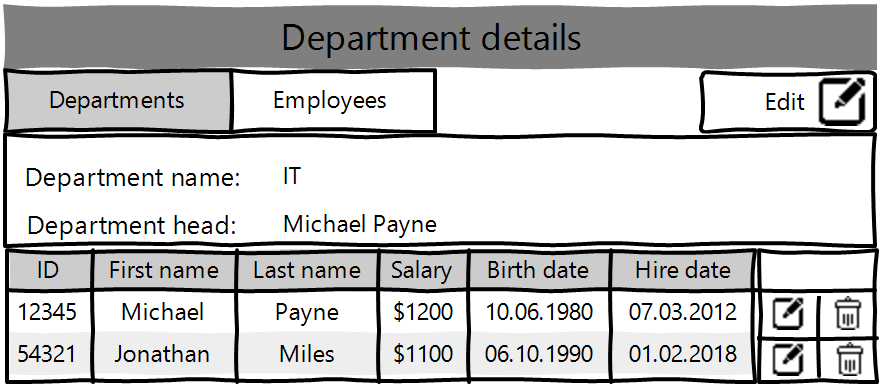 Department details
Departments Employees Edit
Department name: IT
Department head: Michael Payne
ID First name Last name Salary Birth date Hire date
12345 Michael Payne $1200 10.06.1980 07.03.2012
54321 Jonathan Miles $1100 06.10.1990 01.02.2018